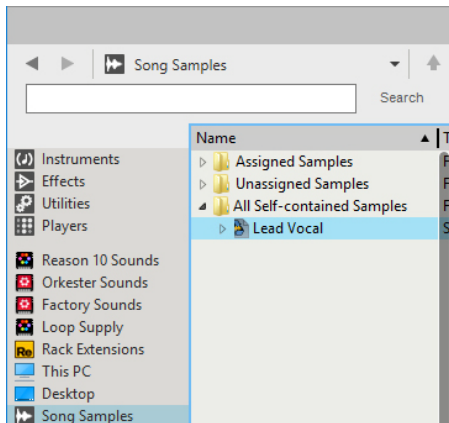 Song Samples
Search
Name
Instruments
Effects
Utilities
Players
Reason 10 Sounds
Orkester Sounds
Factory Sounds
Loop Supply
Re Rack Extensions
This PC
Desktop
Song Samples
Assigned Samples
Unassigned Samples
All Self-contained Samples
Lead Vocal